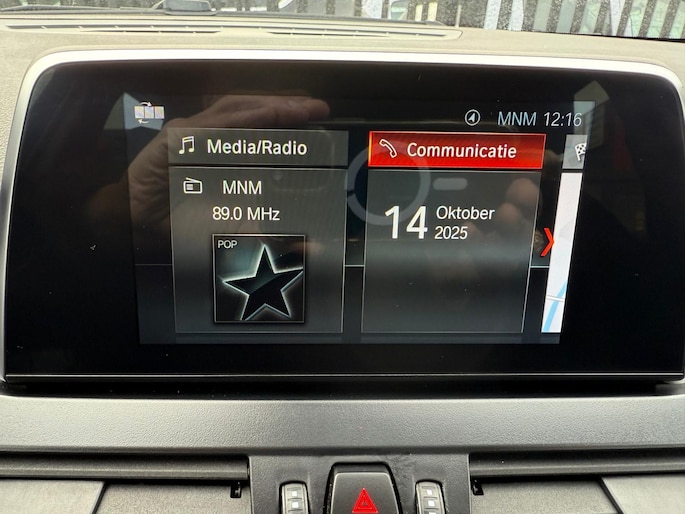 MNM 12:16
Media/Radio
Communicatie
MNM
89.0 MHz
POP
14 Oktober
2025